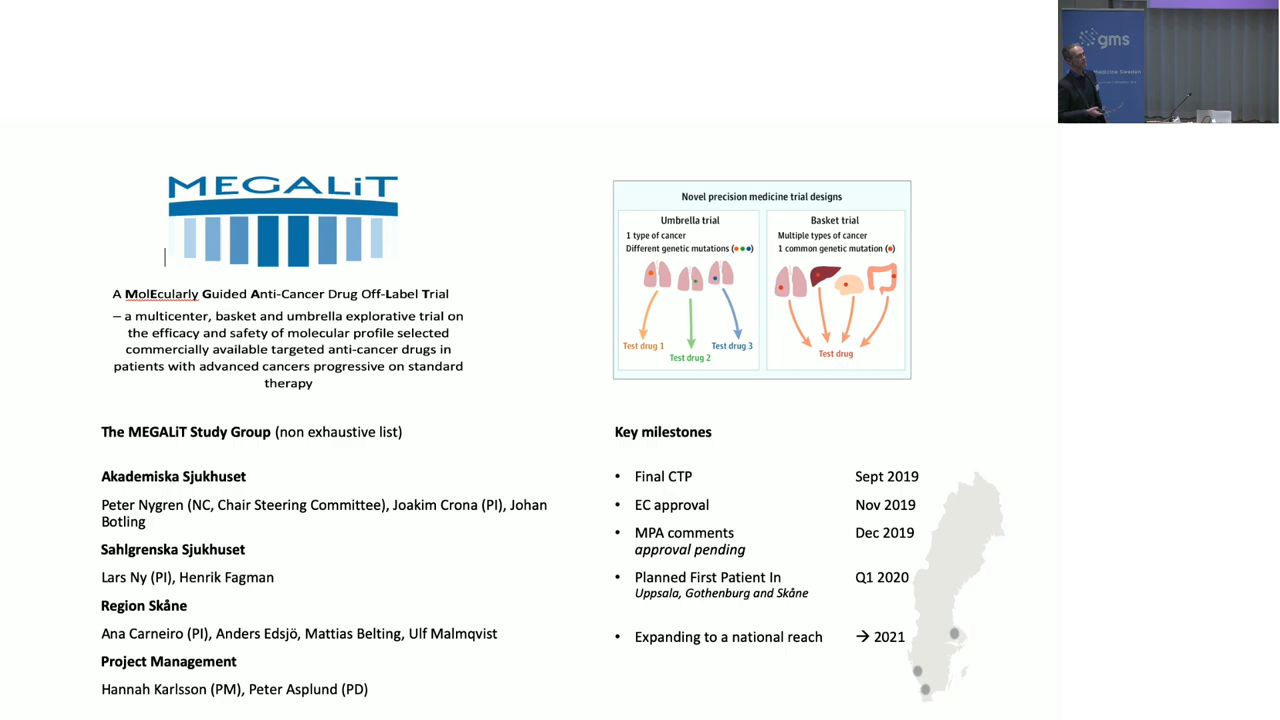 gms
Medicine Sweden
MEGALiT
A MolEcularly Guided Anti-Cancer Drug Off-Label Trial
– a multicenter, basket and umbrella explorative trial on
the efficacy and safety of molecular profile selected
commercially available targeted anti-cancer drugs in
patients with advanced cancers progressive on standard
therapy
Novel precision medicine trial designs
Umbrella trial
1 type of cancer
Different genetic mutations (●●●)
Test drug 1
Test drug 2
Test drug 3
Basket trial
Multiple types of cancer
1 common genetic mutation (●)
Test drug
The MEGALiT Study Group (non exhaustive list)
Akademiska Sjukhuset
Peter Nygren (NC, Chair Steering Committee), Joakim Crona (PI), Johan
Botling
Sahlgrenska Sjukhuset
Lars Ny (PI), Henrik Fagman
Region Skåne
Ana Carneiro (PI), Anders Edsjö, Mattias Belting, Ulf Malmqvist
Project Management
Hannah Karlsson (PM), Peter Asplund (PD)
Key milestones
• Final CTP Sept 2019
• EC approval Nov 2019
• MPA comments Dec 2019
approval pending
• Planned First Patient In Q1 2020
Uppsala, Gothenburg and Skåne
• Expanding to a national reach → 2021